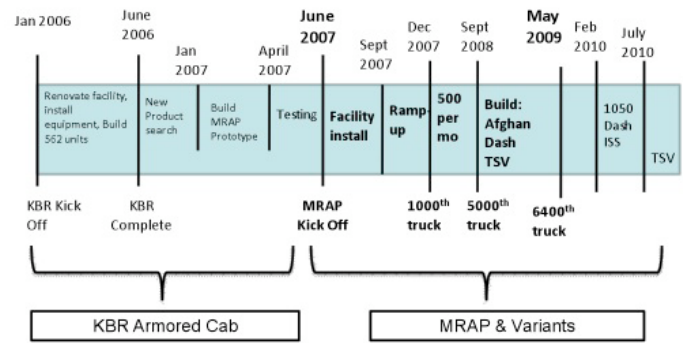 Jan 2006
June
2006
Jan
2007
April
2007
June
2007
Sept
2007
Dec
2007
Sept
2008
May
2009
Feb
2010
July
2010
Renovate facility,
install
equipment, Build
562 units
New
Product
search
Build
MRAP
Prototype
Testing
Facility
install
Ramp-
up
500
per
mo
Build:
Afghan
Dash
TSV
1050
Dash
ISS
TSV
KBR Kick
Off
KBR
Complete
MRAP
Kick Off
1000th
truck
5000th
truck
6400th
truck
KBR Armored Cab
MRAP & Variants